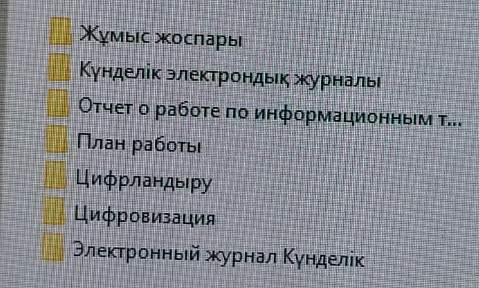 Жұмыс жоспары
Күнделік электрондық журналы
Отчет о работе по информационным т...
План работы
Цифрландыру
Цифровизация
Электронный журнал Күнделік